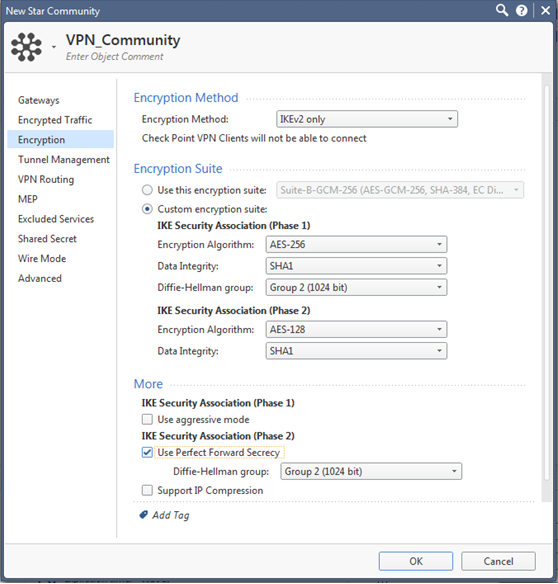 New Star Community
VPN_Community
Enter Object Comment
Gateways
Encrypted Traffic
Encryption
Tunnel Management
VPN Routing
MEP
Excluded Services
Shared Secret
Wire Mode
Advanced
Encryption Method
Encryption Method: IKEv2 only
Check Point VPN Clients will not be able to connect
Encryption Suite
Use this encryption suite: Suite-B-GCM-256 (AES-GCM-256, SHA-384, EC Di...
Custom encryption suite:
IKE Security Association (Phase 1)
Encryption Algorithm: AES-256
Data Integrity: SHA1
Diffie-Hellman group: Group 2 (1024 bit)
IKE Security Association (Phase 2)
Encryption Algorithm: AES-128
Data Integrity: SHA1
More
IKE Security Association (Phase 1)
Use aggressive mode
IKE Security Association (Phase 2)
Use Perfect Forward Secrecy
Diffie-Hellman group: Group 2 (1024 bit)
Support IP Compression
Add Tag
OK Cancel